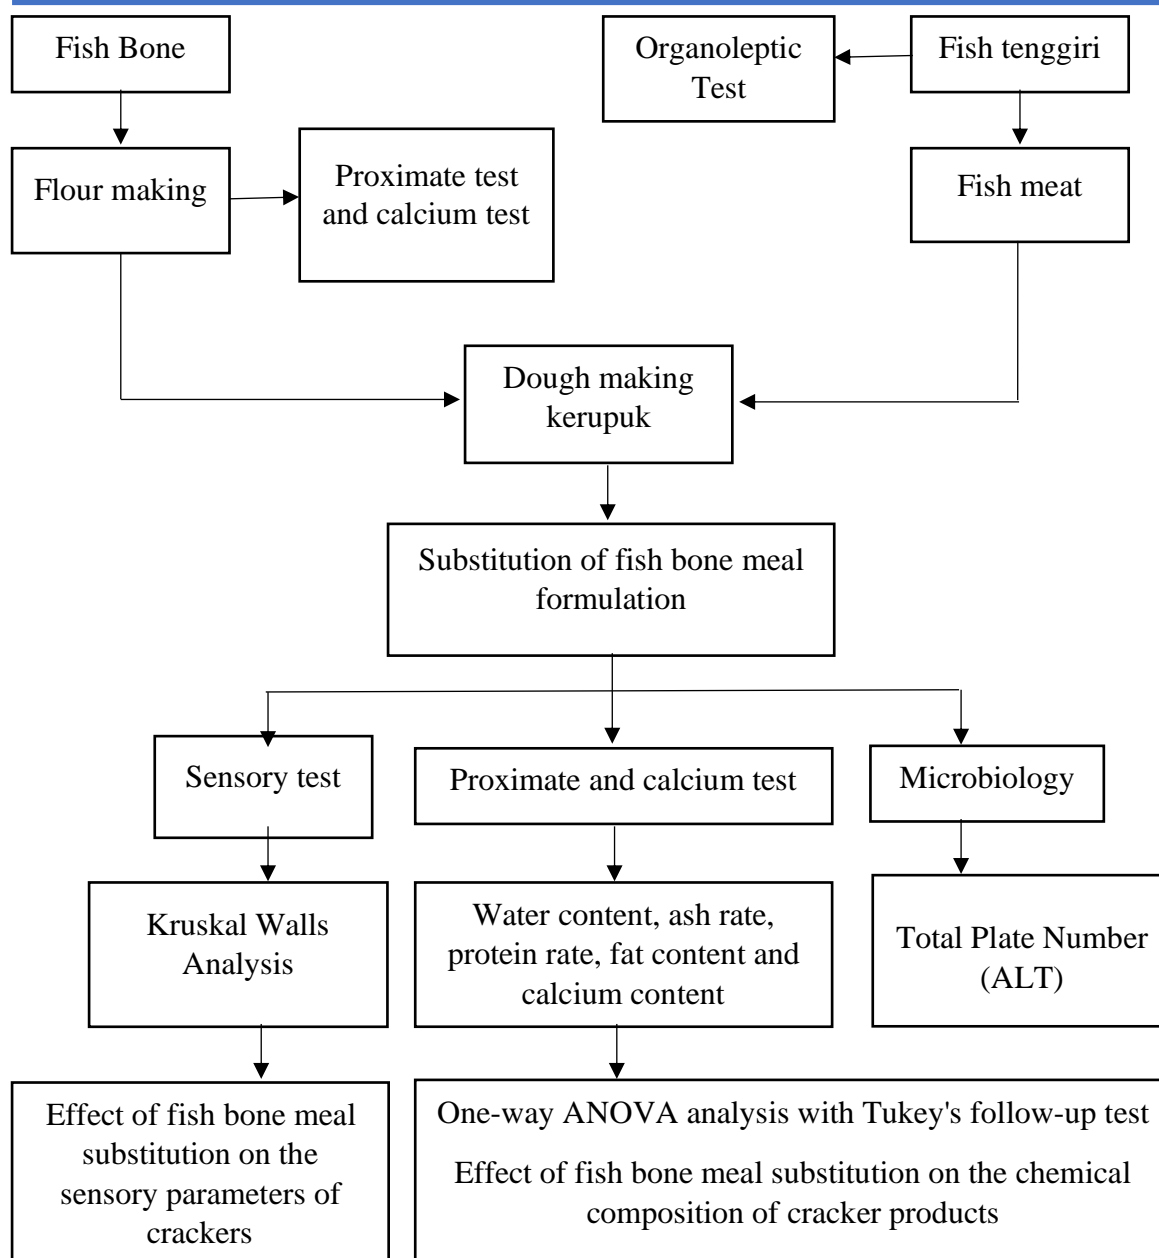 Fish Bone
Organoleptic
Test
Fish tenggiri
Flour making
Proximate test
and calcium test
Fish meat
Dough making
kerupuk
Substitution of fish bone meal
formulation
Sensory test
Proximate and calcium test
Microbiology
Kruskal Walls
Analysis
Water content, ash rate,
protein rate, fat content and
calcium content
Total Plate Number
(ALT)
Effect of fish bone meal
substitution on the
sensory parameters of
crackers
One-way ANOVA analysis with Tukey's follow-up test
Effect of fish bone meal substitution on the chemical
composition of cracker products